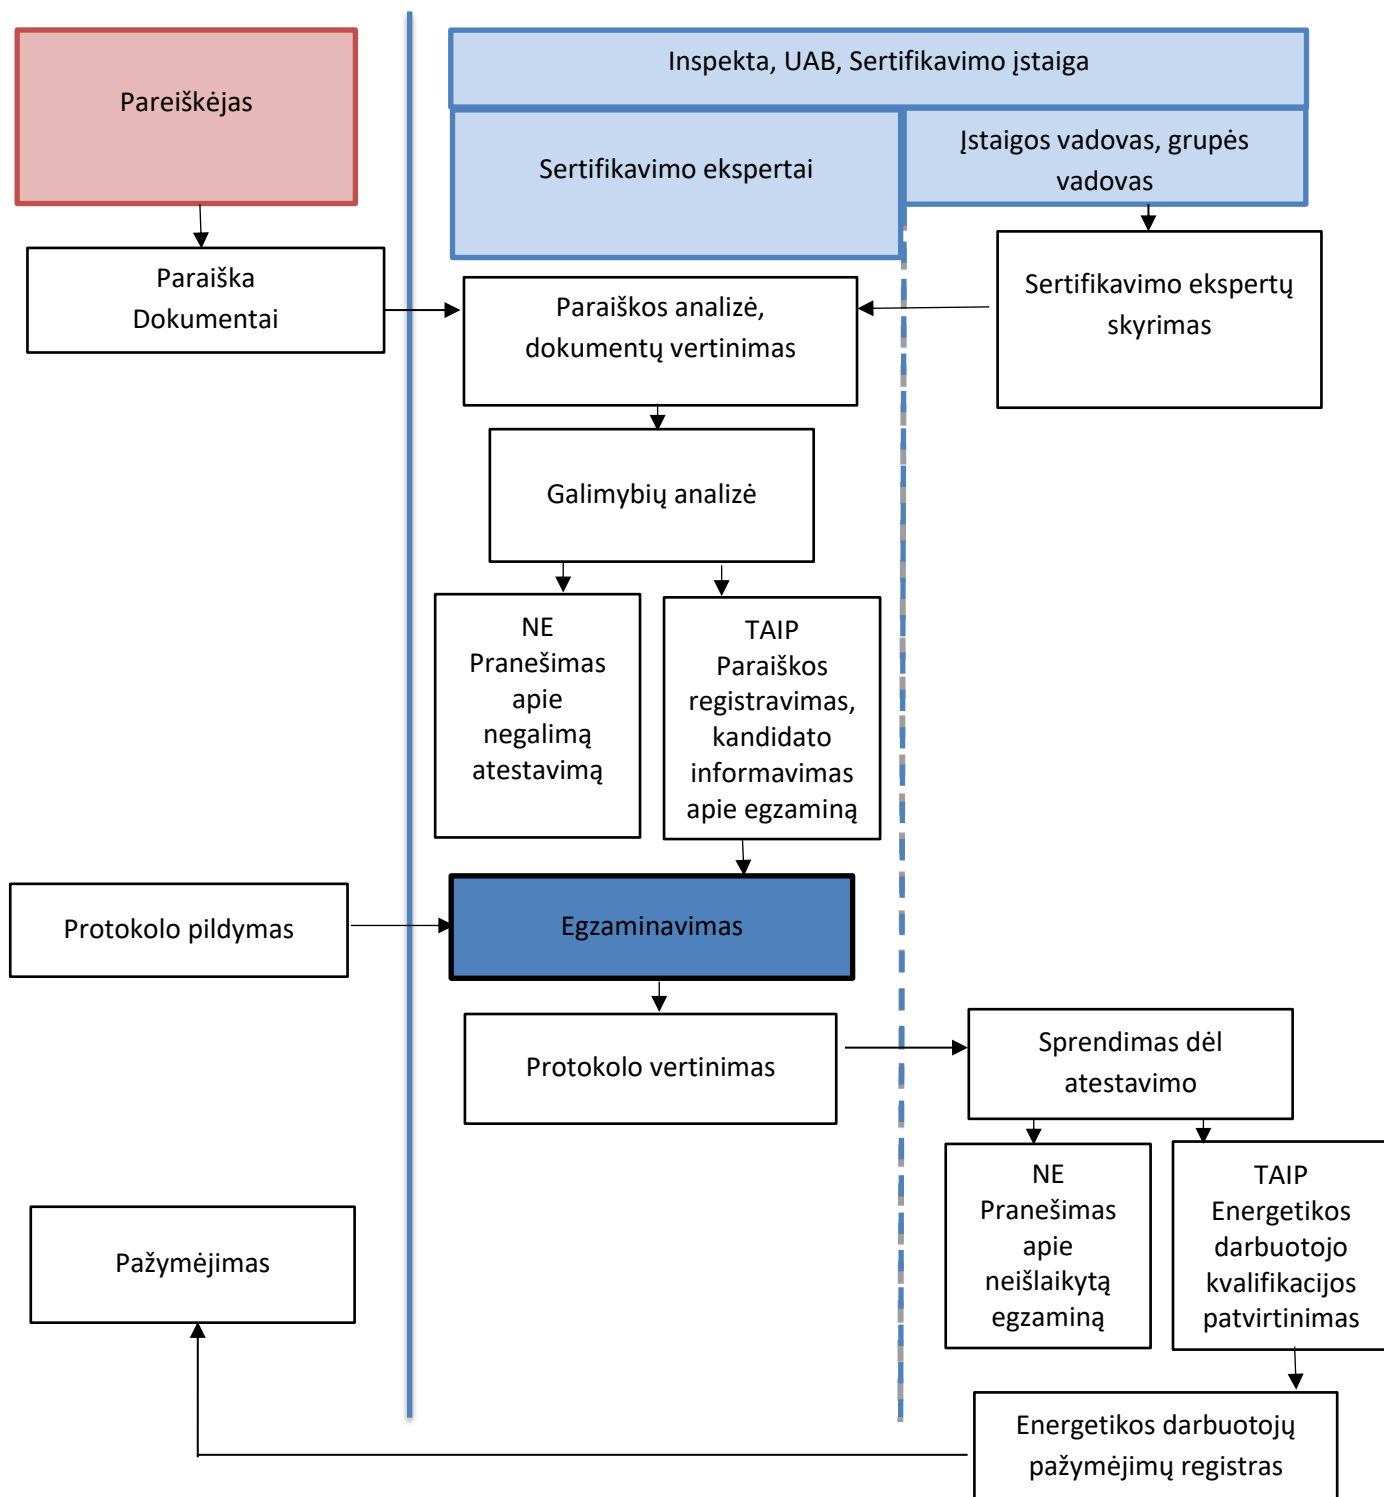 Pareiškėjas
Inspekta, UAB, Sertifikavimo įstaiga
Sertifikavimo ekspertai
Įstaigos vadovas, grupės
vadovas
Paraiška
Dokumentai
Paraiškos analizė,
dokumentų vertinimas
Sertifikavimo ekspertų
skyrimas
Galimybių analizė
NE
Pranešimas
apie
negalimą
atestavimą
TAIP
Paraiškos
registravimas,
kandidato
informavimas
apie egzaminą
Protokolo pildymas
Egzaminavimas
Protokolo vertinimas
Sprendimas dėl
atestavimo
NE
Pranešimas
apie
neišlaikytą
egzaminą
TAIP
Energetikos
darbuotojo
kvalifikacijos
patvirtinimas
Pažymėjimas
Energetikos darbuotojų
pažymėjimų registras